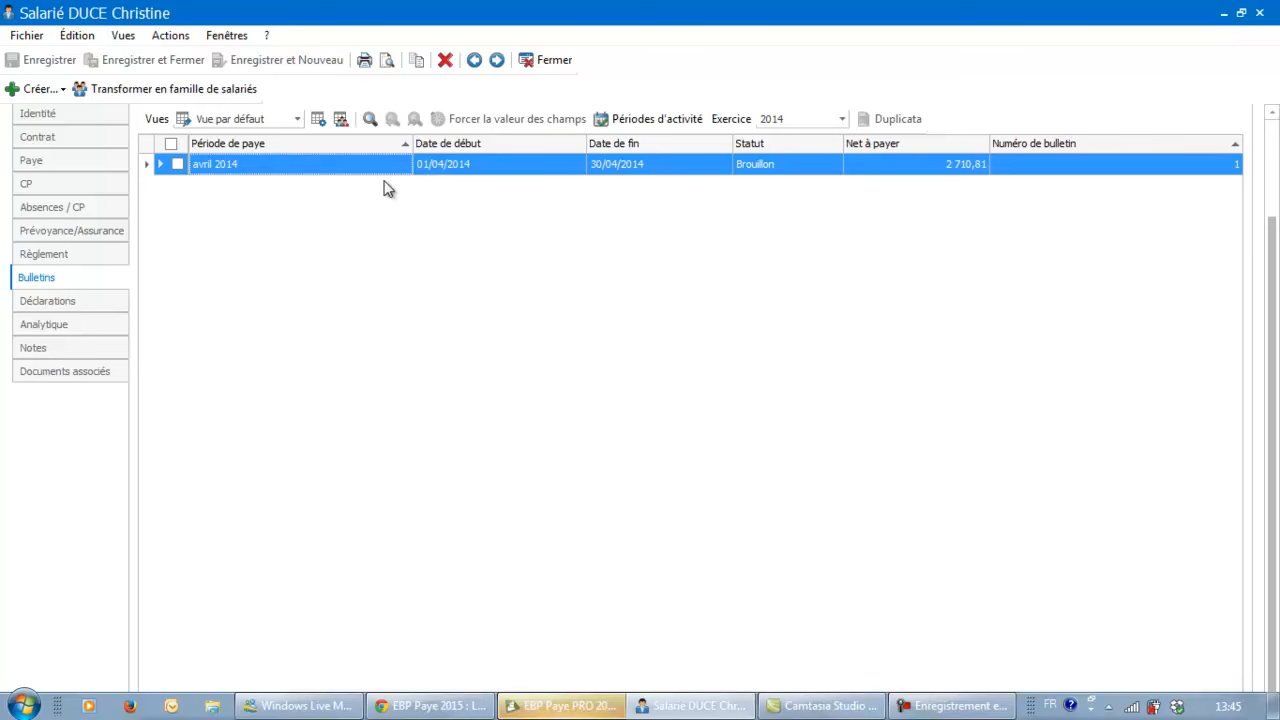 Salarié DUCE Christine
Fichier Édition Vues Actions Fenêtres ?
Enregistrer Enregistrer et Fermer Enregistrer et Nouveau Fermer
Créer... Transformer en famille de salariés
Vues Vue par défaut Forcer la valeur des champs Périodes d'activité Exercice 2014 Duplicata
Identité
Contrat
Paye
CP
Absences / CP
Prévoyance/Assurance
Règlement
Bulletins
Déclarations
Analytique
Notes
Documents associés
Période de paye Date de début Date de fin Statut Net à payer Numéro de bulletin
avril 2014 01/04/2014 30/04/2014 Brouillon 2 710,81 1
Windows Live M... EBP Paye 2015 : L... EBP Paye PRO 20... Salarié DUCE Chr... Camtasia Studio ... Enregistrement e... FR 13:45